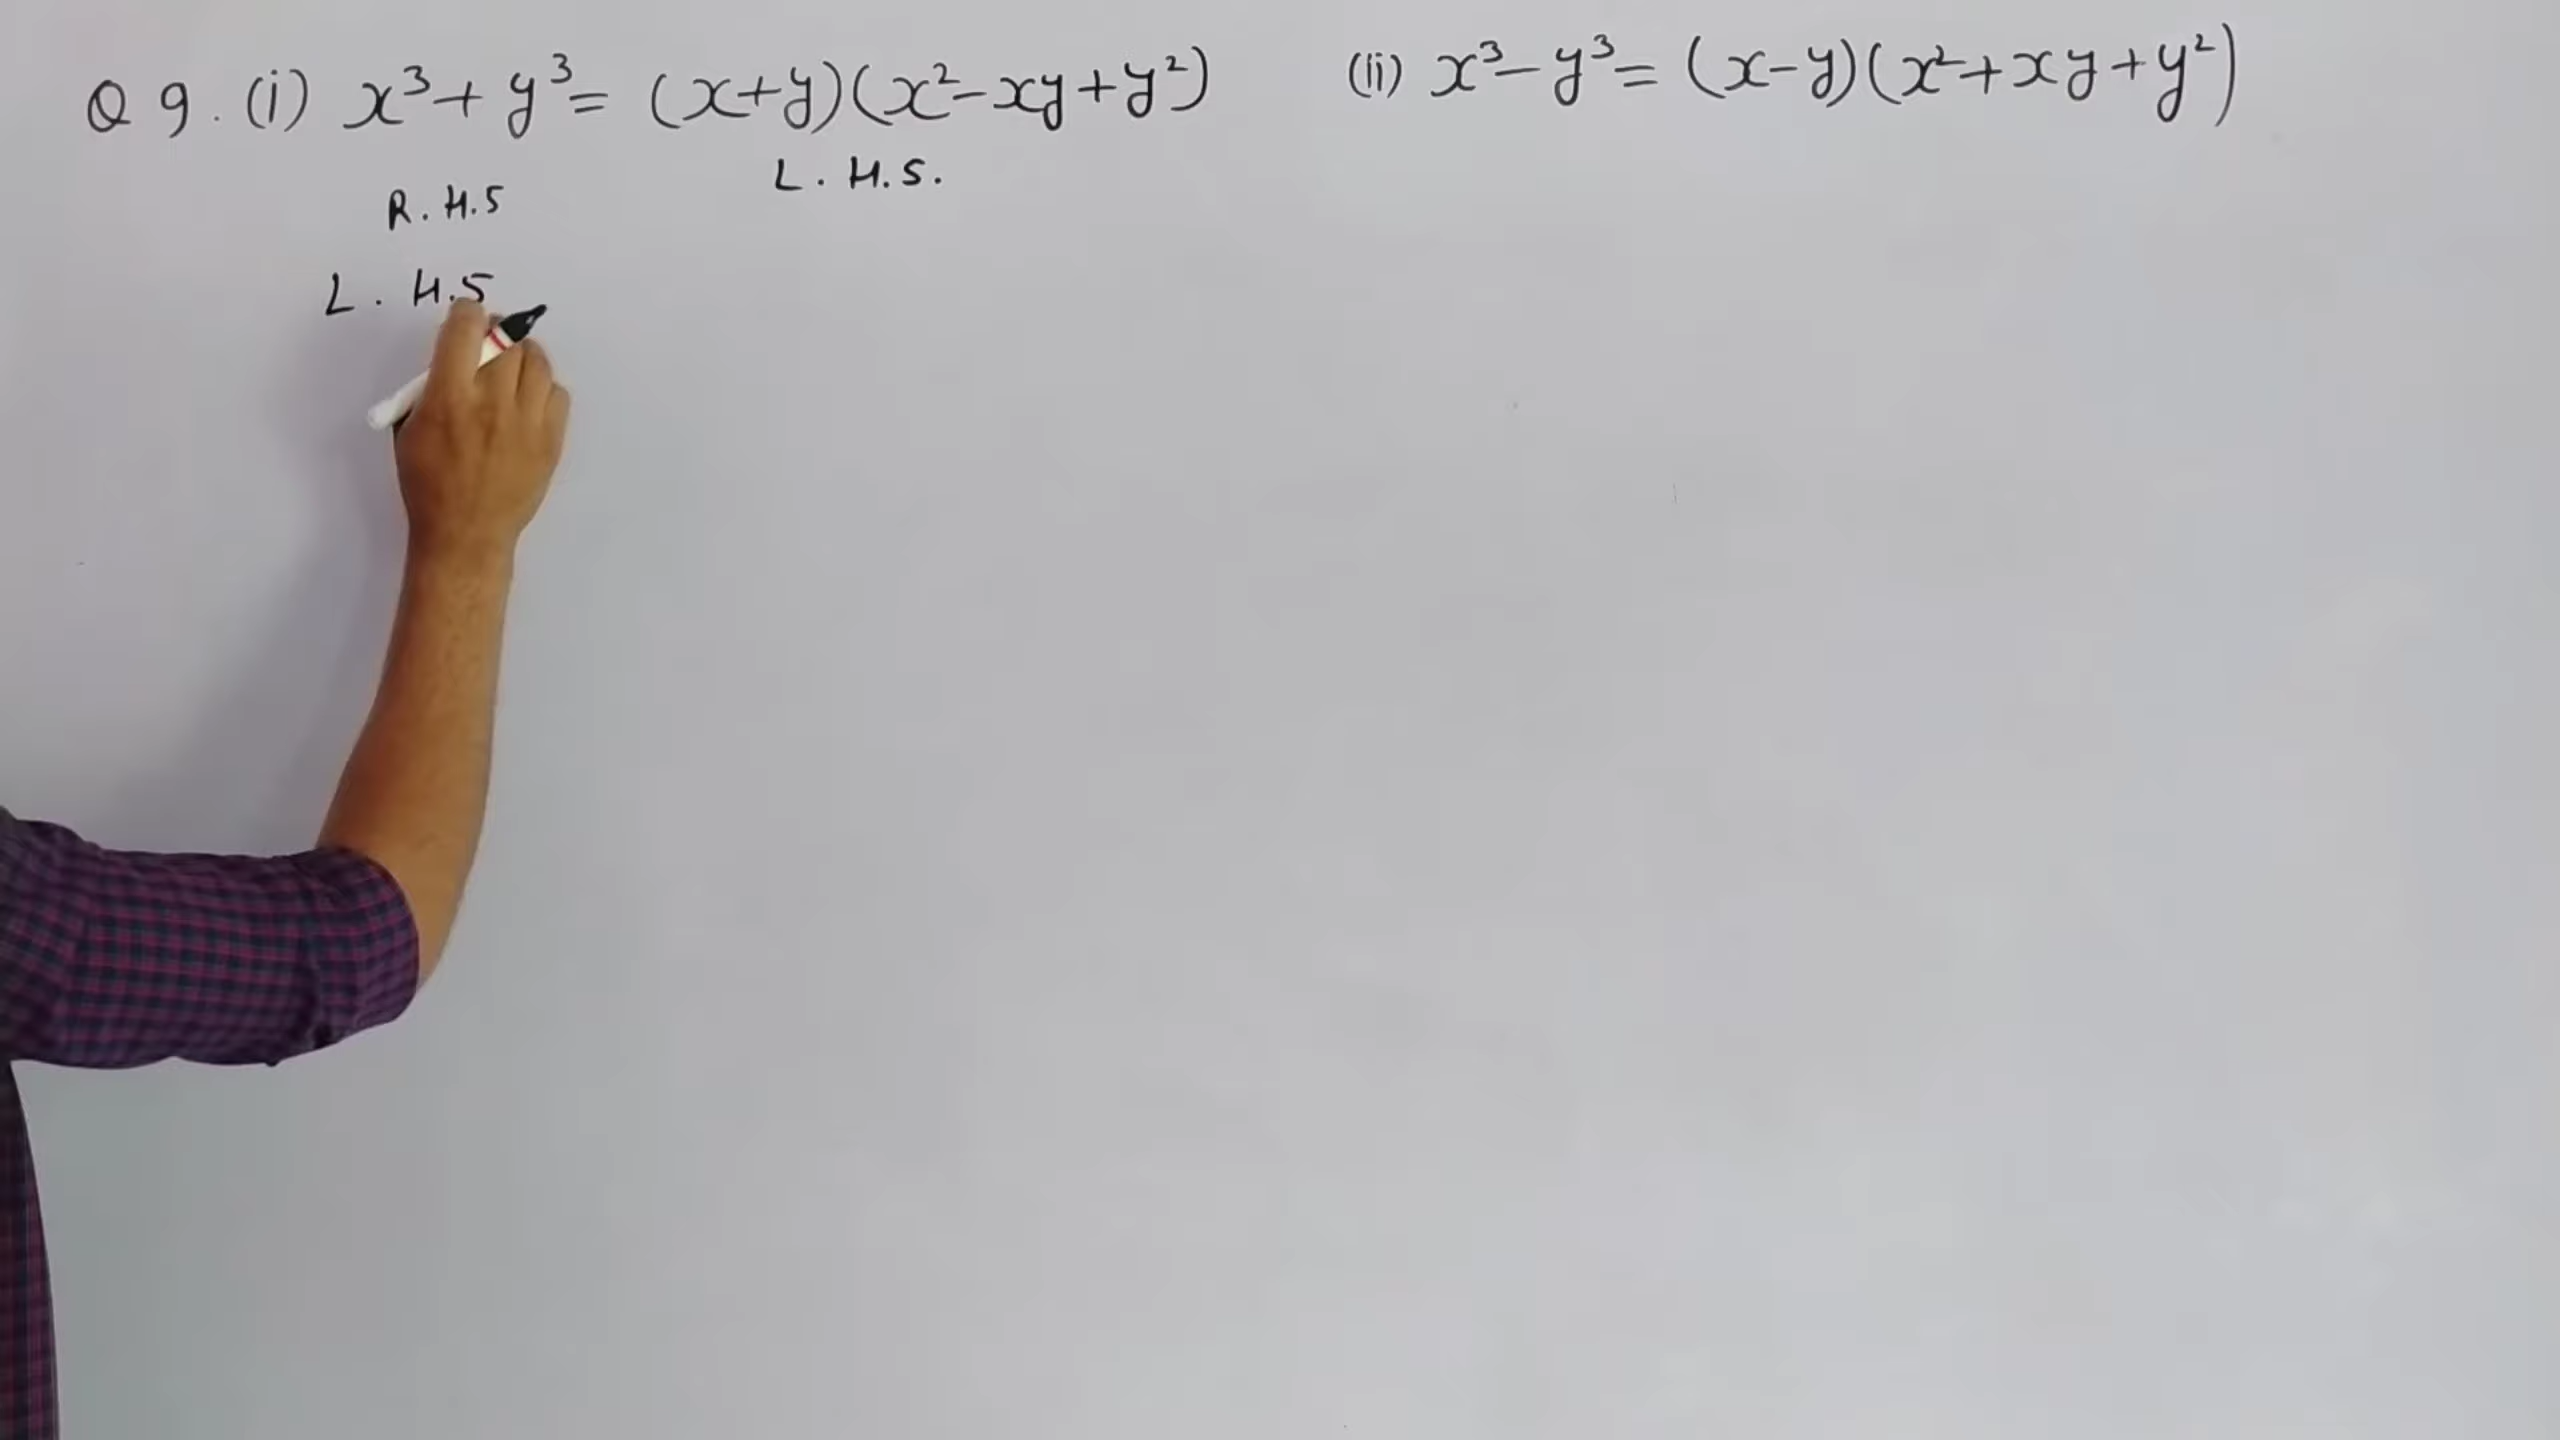 Q 9. (i) x³ + y³ = (x+y)(x² - xy + y²)
(ii) x³ - y³ = (x-y)(x² + xy + y²)
L. H.S.
R. H.S
L. H.S